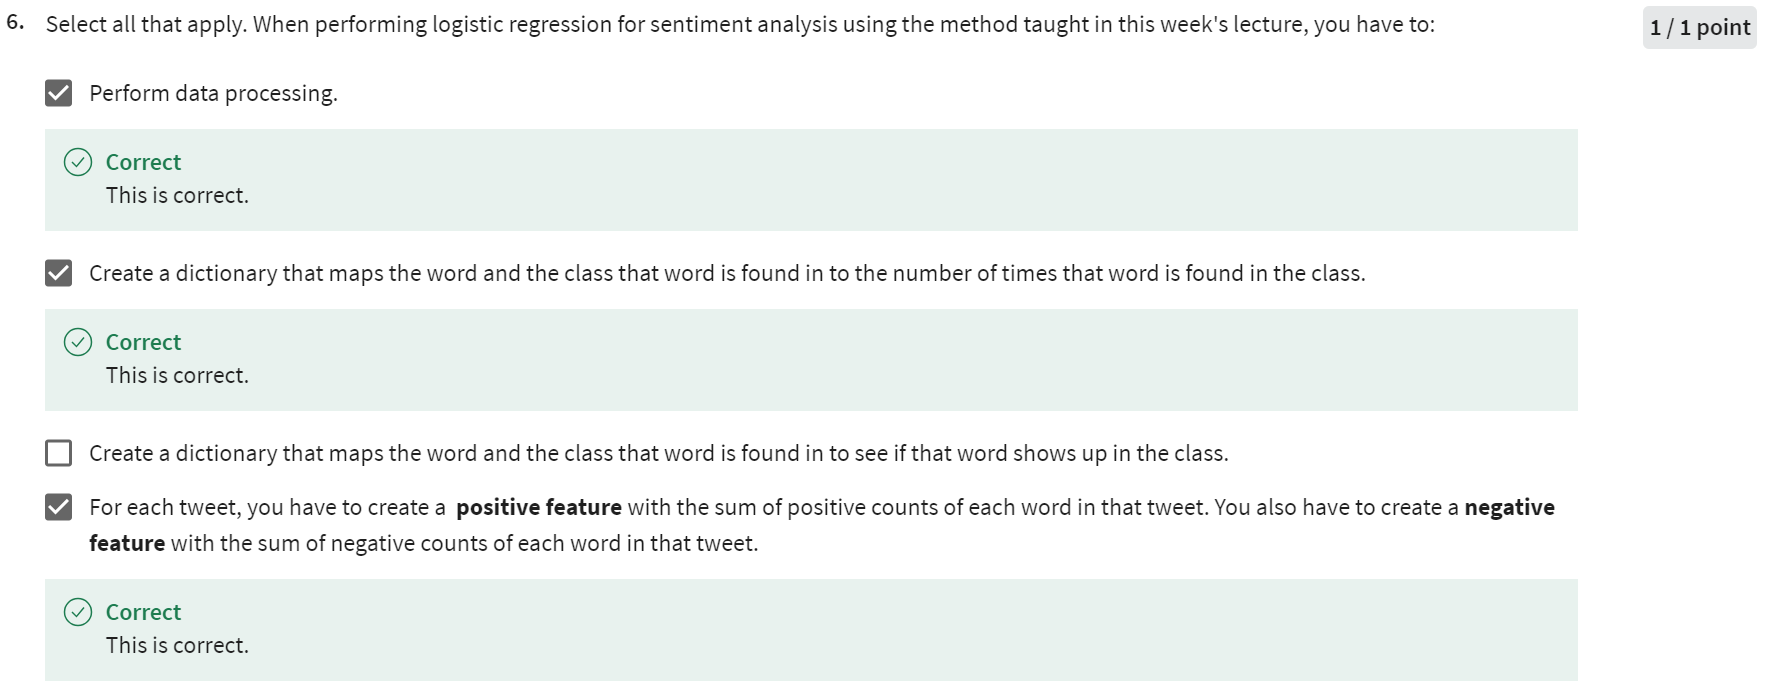 6. Select all that apply. When performing logistic regression for sentiment analysis using the method taught in this week's lecture, you have to:
1 / 1 point
Perform data processing.
Correct
This is correct.
Create a dictionary that maps the word and the class that word is found in to the number of times that word is found in the class.
Correct
This is correct.
Create a dictionary that maps the word and the class that word is found in to see if that word shows up in the class.
For each tweet, you have to create a positive feature with the sum of positive counts of each word in that tweet. You also have to create a negative
feature with the sum of negative counts of each word in that tweet.
Correct
This is correct.